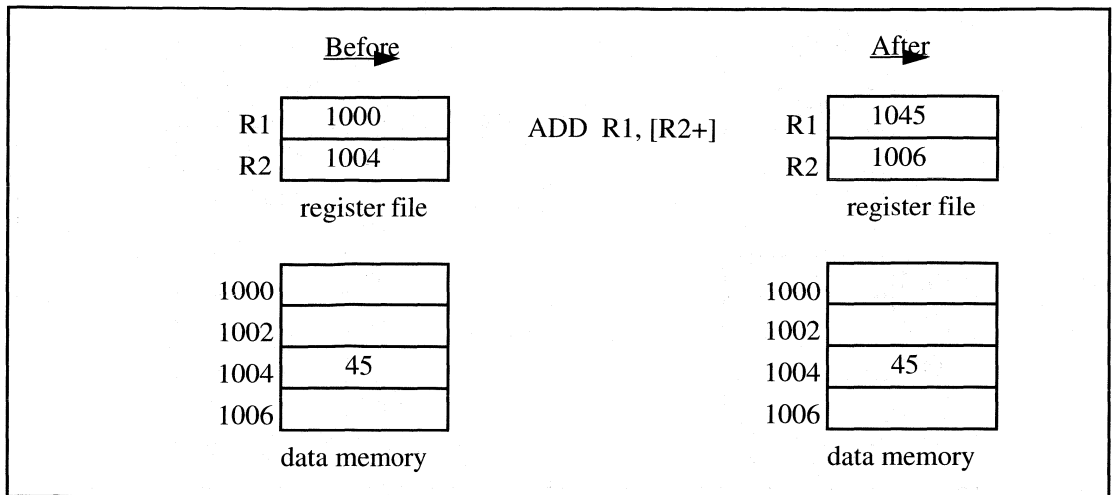 Before
R1 1000
R2 1004
register file
1000
1002
1004 45
1006
data memory
ADD R1, [R2+]
After
R1 1045
R2 1006
register file
1000
1002
1004 45
1006
data memory